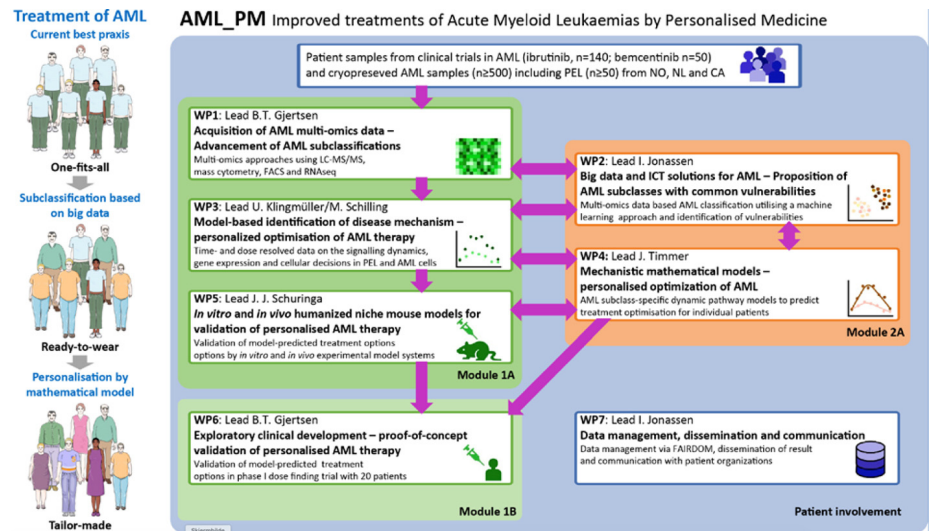 Treatment of AML
Current best praxis
One-fits-all
Subclassification based on
big data
Ready-to-wear
Personalisation by
mathematical model
Tailor-made
AML_PM Improved treatments of Acute Myeloid Leukaemias by Personalised Medicine
Patient samples from clinical trials in AML (ibrutinib, n=140; bemcentinib n=50)
and cryopreseved AML samples (n≥500) including PEL (n≥50) from NO, NL and CA
WP1: Lead B.T. Gjertsen
Acquisition of AML multi-omics data –
Advancement of AML subclassifications
Multi-omics approaches using LC-MS/MS,
mass cytometry, FACS and RNAseq
WP3: Lead U. Klingmüller/M. Schilling
Model-based identification of disease mechanism –
personalized optimisation of AML therapy
Time- and dose resolved data on the signalling dynamics,
gene expression and cellular decisions in PEL and AML cells
WP5: Lead J. J. Schuringa
In vitro and in vivo humanized niche mouse models for
validation of personalised AML therapy
Validation of model-predicted treatment options
options by in vitro and in vivo experimental model systems
Module 1A
WP2: Lead I. Jonassen
Big data and ICT solutions for AML – Proposition of
AML subclasses with common vulnerabilities
Multi-omics data based AML classification utilising a machine
learning approach and identification of vulnerabilities
WP4: Lead J. Timmer
Mechanistic mathematical models –
personalised optimization of AML
AML subclass-specific dynamic pathway models to predict
treatment optimisation for individual patients
Module 2A
WP6: Lead B.T. Gjertsen
Exploratory clinical development – proof-of-concept
validation of personalised AML therapy
Validation of model-predicted treatment
options in phase I dose finding trial with 20 patients
Module 1B
WP7: Lead I. Jonassen
Data management, dissemination and communication
Data management via FAIRDOM, dissemination of result
and communication with patient organizations
Patient involvement